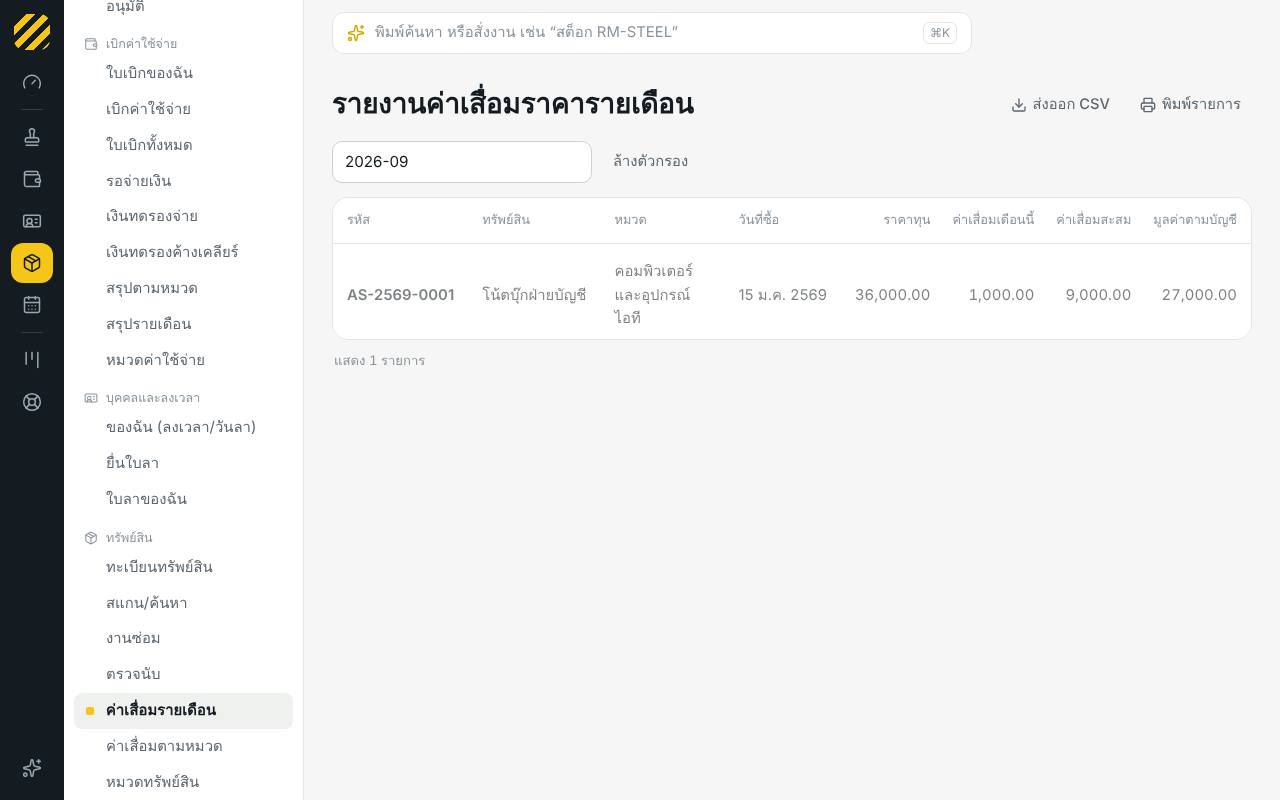 อนุมัติ
เบิกค่าใช้จ่าย
ใบเบิกของฉัน
เบิกค่าใช้จ่าย
ใบเบิกทั้งหมด
รอจ่ายเงิน
เงินทดรองจ่าย
เงินทดรองค้างเคลียร์
สรุปตามหมวด
สรุปรายเดือน
หมวดค่าใช้จ่าย
บุคคลและลงเวลา
ของฉัน (ลงเวลา/วันลา)
ยื่นใบลา
ใบลาของฉัน
ทรัพย์สิน
ทะเบียนทรัพย์สิน
สแกน/ค้นหา
งานซ่อม
ตรวจนับ
ค่าเสื่อมรายเดือน
ค่าเสื่อมตามหมวด
หมวดทรัพย์สิน
พิมพ์ค้นหา หรือสั่งงาน เช่น “สต็อก RM-STEEL” ⌘K
รายงานค่าเสื่อมราคารายเดือน
ส่งออก CSV พิมพ์รายการ
2026-09 ล้างตัวกรอง
รหัส ทรัพย์สิน หมวด วันที่ซื้อ ราคาทุน ค่าเสื่อมเดือนนี้ ค่าเสื่อมสะสม มูลค่าตามบัญชี
AS-2569-0001 โน้ตบุ๊กฝ่ายบัญชี คอมพิวเตอร์และอุปกรณ์ไอที 15 ม.ค. 2569 36,000.00 1,000.00 9,000.00 27,000.00
แสดง 1 รายการ